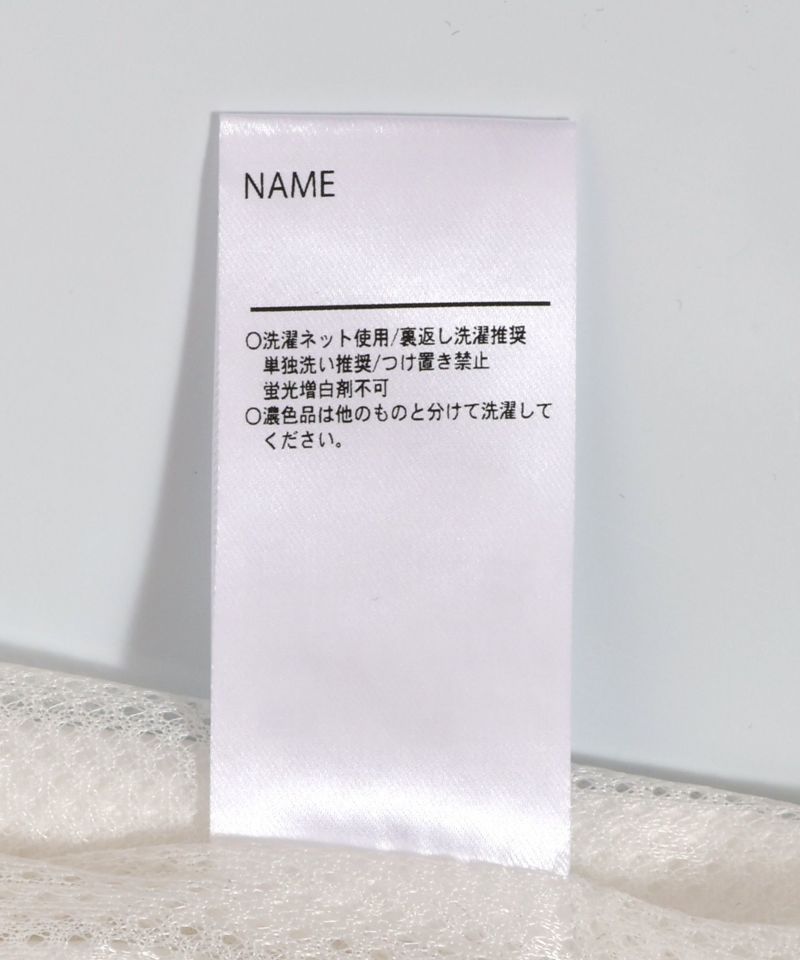 NAME
〇洗濯ネット使用/裏返し洗濯推奨
単独洗い推奨/つけ置き禁止
蛍光増白剤不可
〇濃色品は他のものと分けて洗濯して
ください。